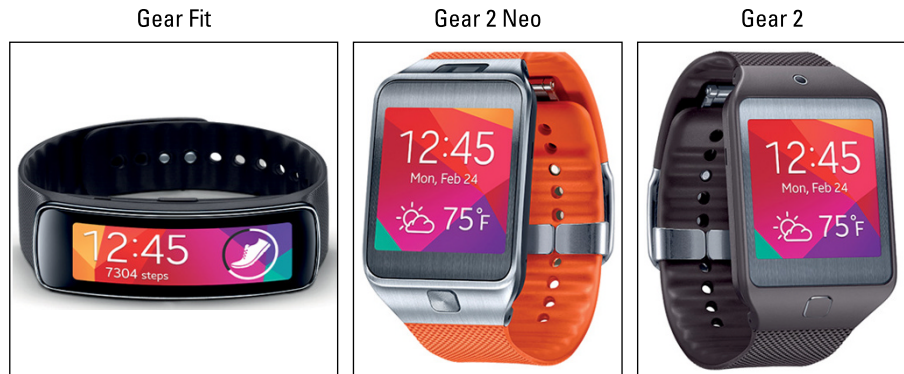 Gear Fit
Gear 2 Neo
Gear 2
12:45
7304 steps
12:45
Mon, Feb 24
75°F
12:45
Mon, Feb 24
75°F